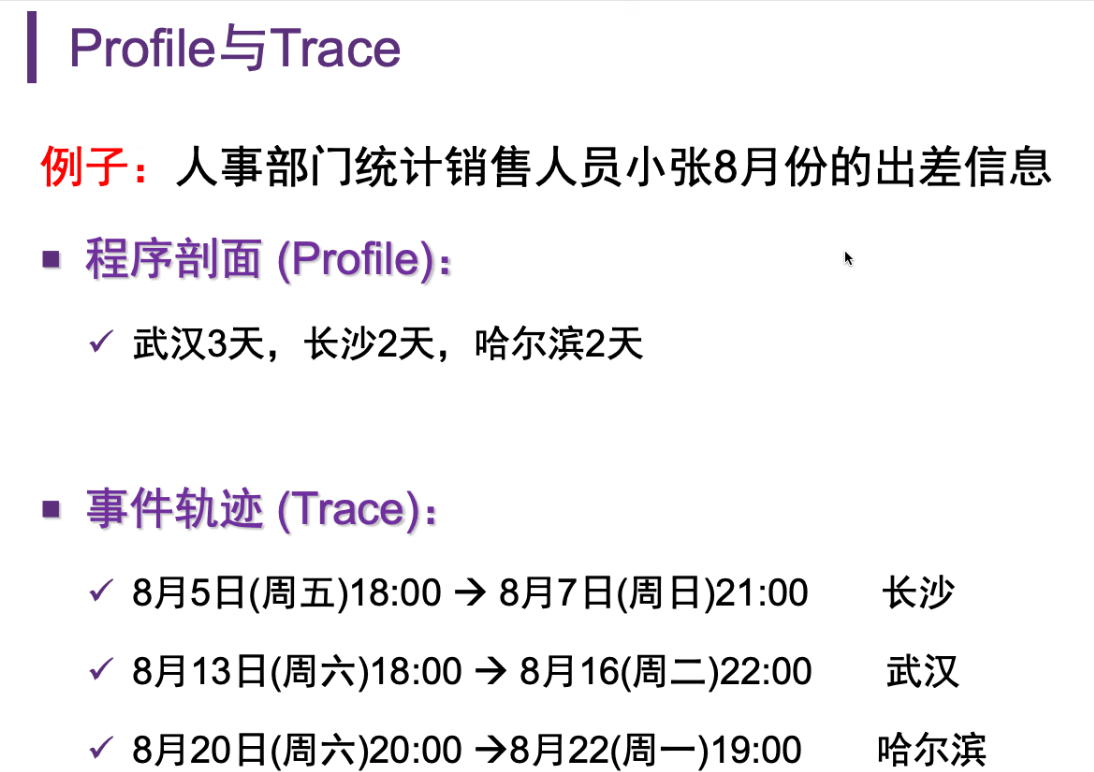 Profile与Trace
例子：人事部门统计销售人员小张8月份的出差信息
程序剖面 (Profile)：
武汉3天，长沙2天，哈尔滨2天
事件轨迹 (Trace)：
8月5日(周五)18:00 → 8月7日(周日)21:00 长沙
8月13日(周六)18:00 → 8月16(周二)22:00 武汉
8月20日(周六)20:00 →8月22(周一)19:00 哈尔滨